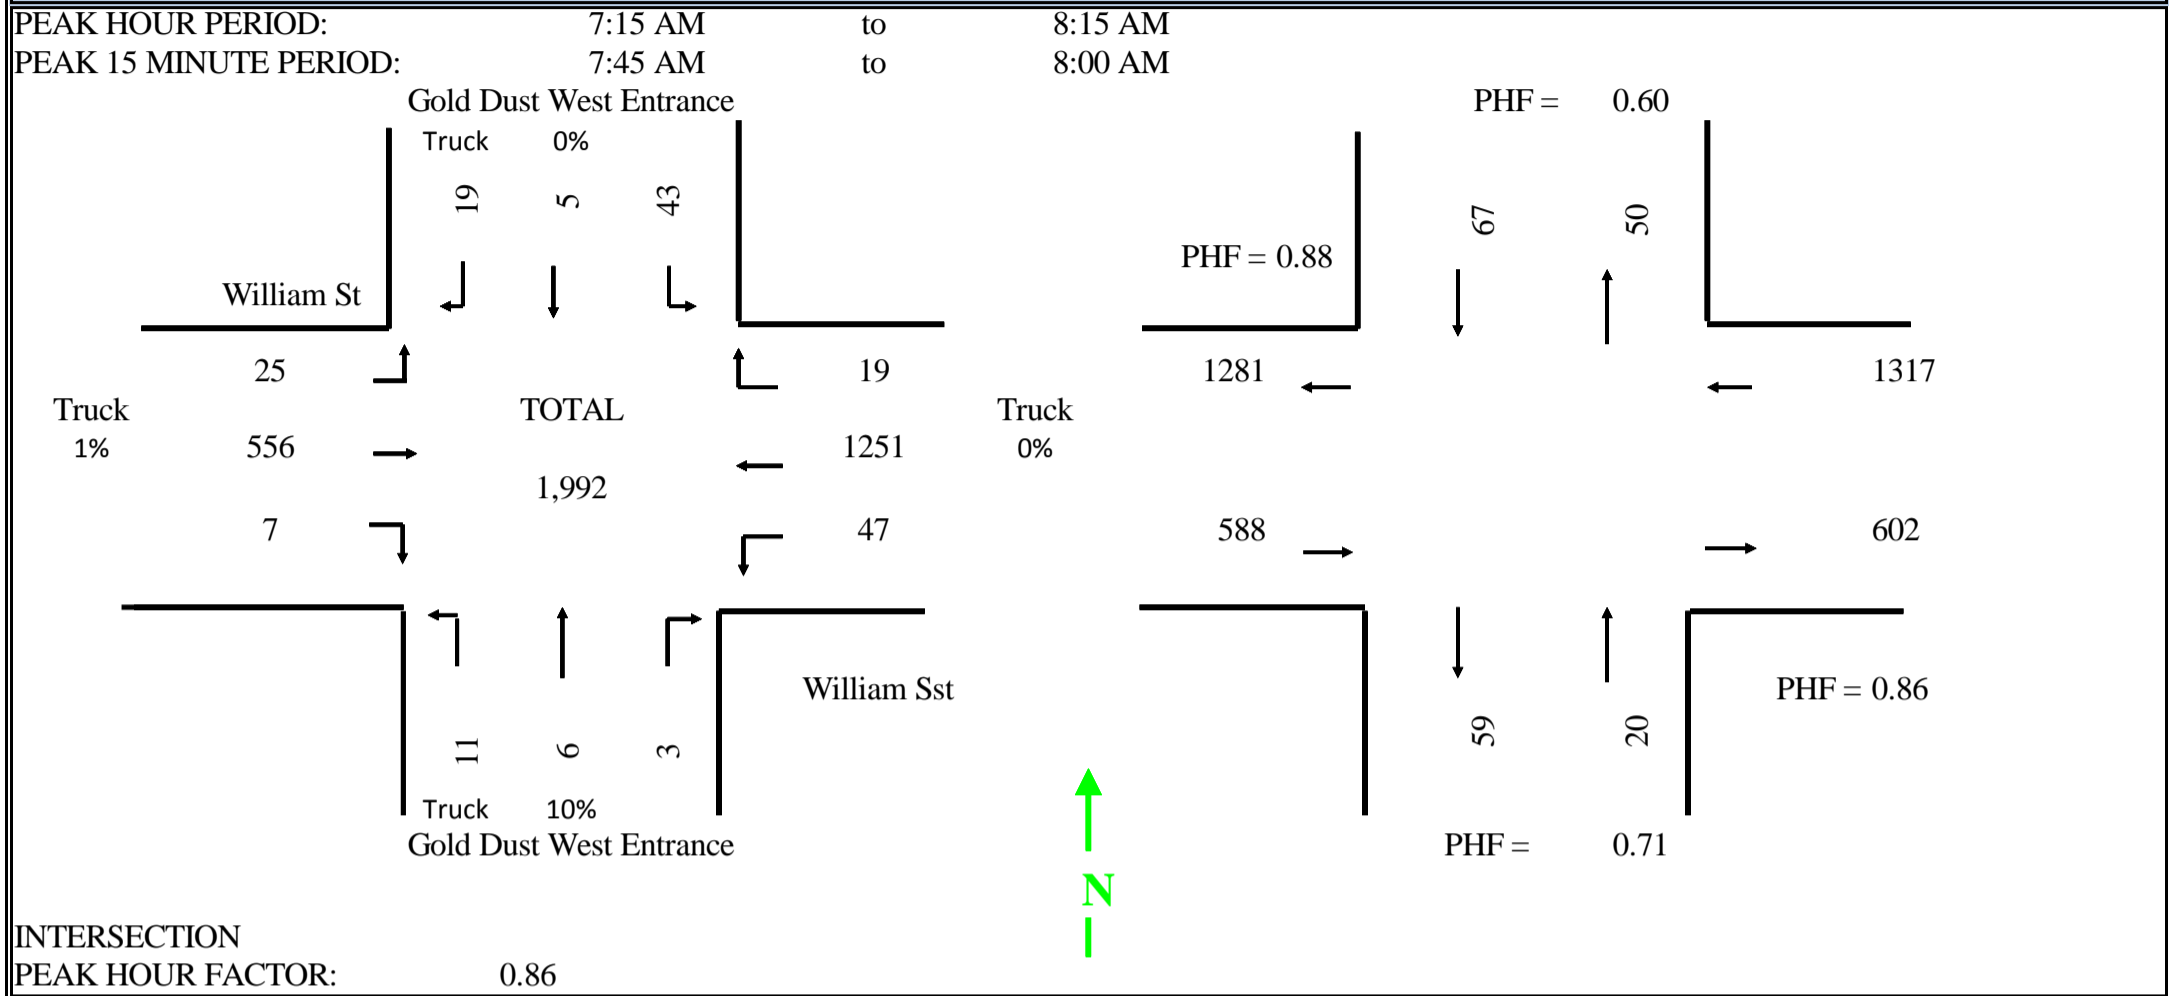 PEAK HOUR PERIOD: 7:15 AM to 8:15 AM
PEAK 15 MINUTE PERIOD: 7:45 AM to 8:00 AM
Gold Dust West Entrance PHF = 0.60
Truck 0%
19 5 43 67 50
PHF = 0.88
William St
25 19 1281 1317
Truck TOTAL Truck
1% 556 1251 0%
1,992
7 47 588 602
William Sst PHF = 0.86
11 6 3 59 20
Truck 10%
Gold Dust West Entrance PHF = 0.71
N
INTERSECTION
PEAK HOUR FACTOR: 0.86